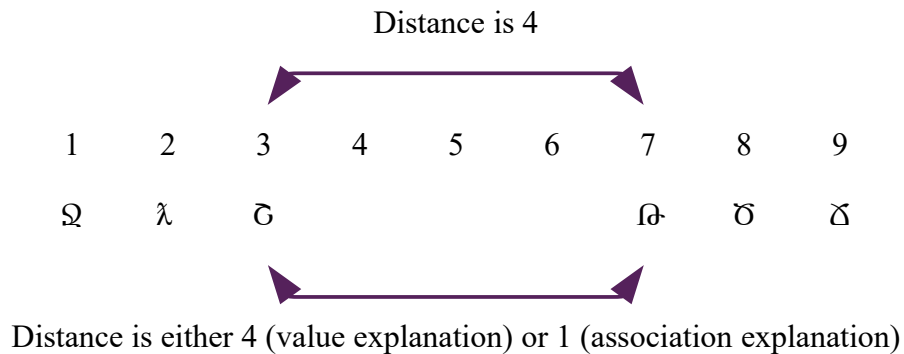 Distance is 4
1 2 3 4 5 6 7 8 9
Ձ ƛ Շ Թ Ծ Ճ
Distance is either 4 (value explanation) or 1 (association explanation)